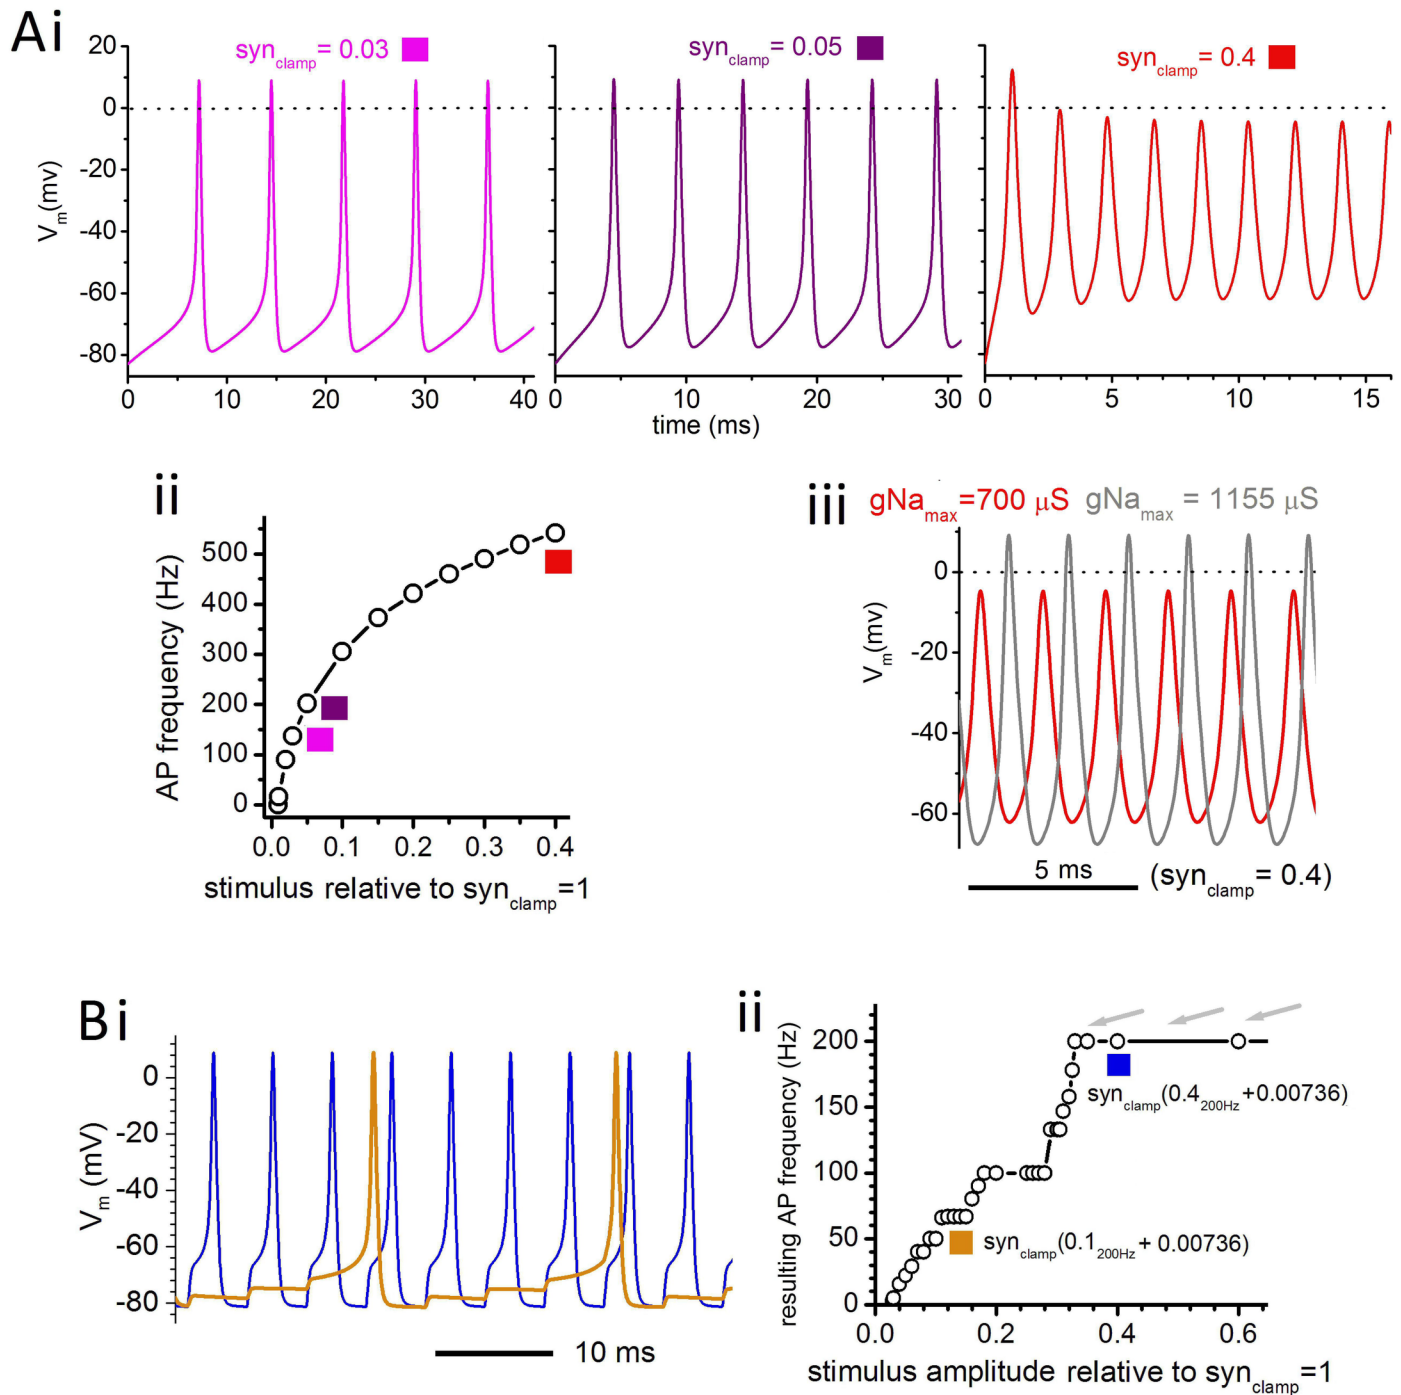 Ai
syn_clamp = 0.03
syn_clamp = 0.05
syn_clamp = 0.4
20
0
-20
-40
-60
-80
V_m(mv)
0 10 20 30 40
0 10 20 30
0 5 10 15
time (ms)
ii
AP frequency (Hz)
500
400
300
200
100
0
0.0 0.1 0.2 0.3 0.4
stimulus relative to syn_clamp=1
iii
gNa_max =700 μS gNa_max = 1155 μS
V_m(mv)
0
-20
-40
-60
5 ms (syn_clamp = 0.4)
Bi
V_m (mV)
0
-20
-40
-60
-80
10 ms
ii
resulting AP frequency (Hz)
200
150
100
50
0
syn_clamp(0.4_200Hz+0.00736)
syn_clamp(0.1_200Hz+ 0.00736)
0.0 0.2 0.4 0.6
stimulus amplitude relative to syn_clamp=1